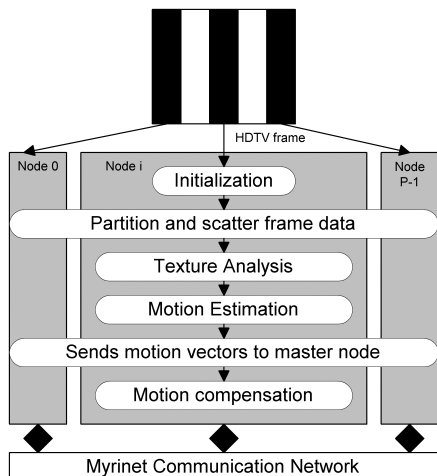 HDTV frame
Node 0
Node i
Node
P-1
Initialization
Partition and scatter frame data
Texture Analysis
Motion Estimation
Sends motion vectors to master node
Motion compensation
Myrinet Communication Network